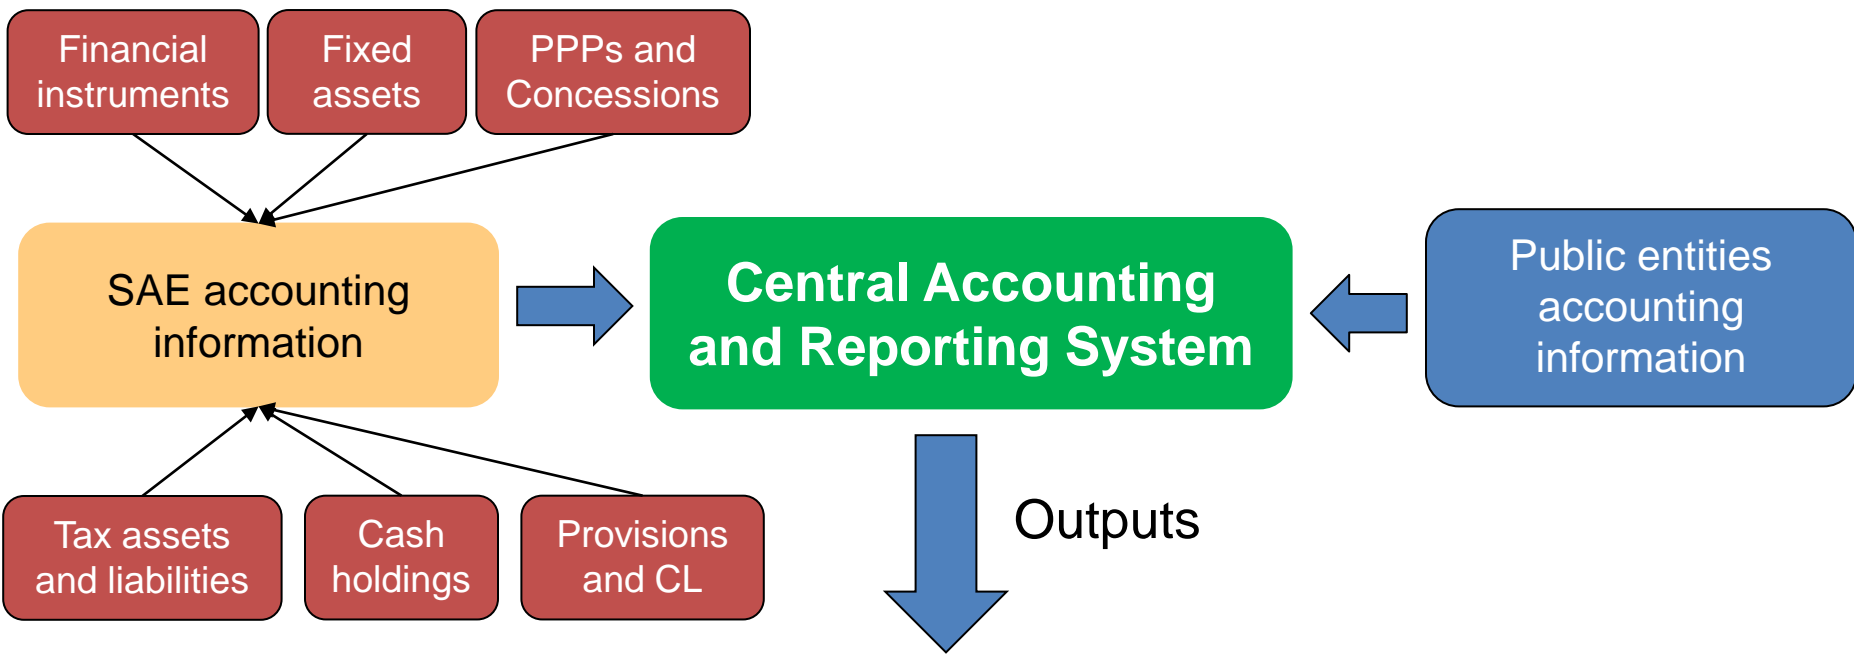 Financial
instruments
Fixed
assets
PPPs and
Concessions
SAE accounting
information
Central Accounting
and Reporting System
Public entities
accounting
information
Tax assets
and liabilities
Cash
holdings
Provisions
and CL
Outputs